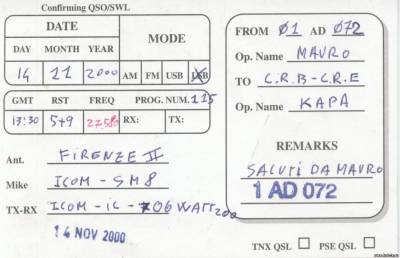 Confirming QSO/SWL
DATE MODE
DAY MONTH YEAR AM FM USB LSB
14 11 2000
GMT RST FREQ PROG. NUM. 115
13:30 5+9 27580 RX: TX:
Ant. FIRENZE II
Mike ICOM - SM8
TX-RX ICOM - IC - 706 WATT 200
14 NOV 2000
FROM 01 AD 072
Op. Name MAURO
TO C.R.B - C.R.E
Op. Name KAPA
REMARKS
SALUTI DA MAURO
1 AD 072
TNX QSL PSE QSL